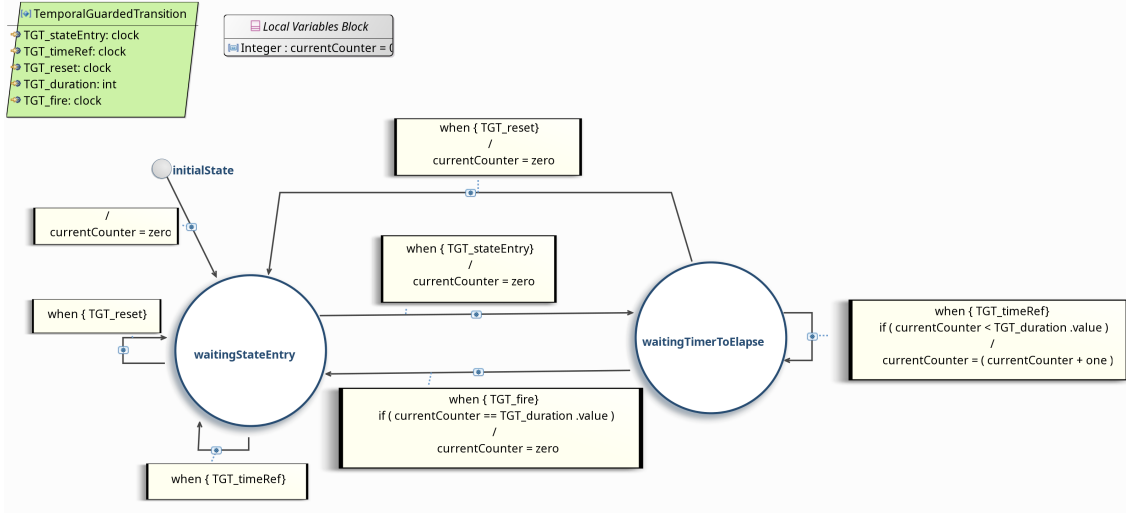 TemporalGuardedTransition
TGT_stateEntry: clock
TGT_timeRef: clock
TGT_reset: clock
TGT_duration: int
TGT_fire: clock
Local Variables Block
Integer : currentCounter = 0
when { TGT_reset}
/
currentCounter = zero
initialState
/
currentCounter = zero
when { TGT_stateEntry}
/
currentCounter = zero
when { TGT_reset}
waitingStateEntry
waitingTimerToElapse
when { TGT_timeRef}
if ( currentCounter < TGT_duration .value )
/
currentCounter = ( currentCounter + one )
when { TGT_fire}
if ( currentCounter == TGT_duration .value )
/
currentCounter = zero
when { TGT_timeRef}